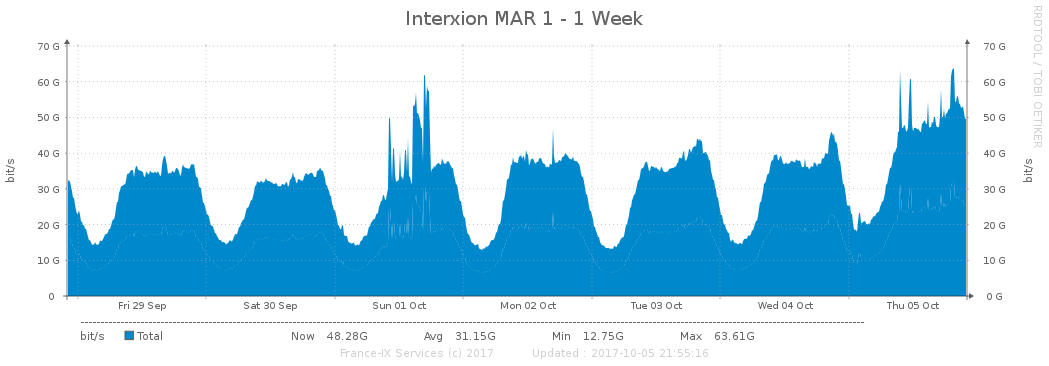 Interxion MAR 1 - 1 Week
RRDTOOL / TOBI OETIKER
70 G 70 G
60 G 60 G
50 G 50 G
40 G 40 G
30 G 30 G
20 G 20 G
10 G 10 G
0 0 G
bit/s bit/s
Fri 29 Sep Sat 30 Sep Sun 01 Oct Mon 02 Oct Tue 03 Oct Wed 04 Oct Thu 05 Oct
bit/s Total Now 48.28G Avg 31.15G Min 12.75G Max 63.61G
France-IX Services (c) 2017 Updated : 2017-10-05 21:55:16